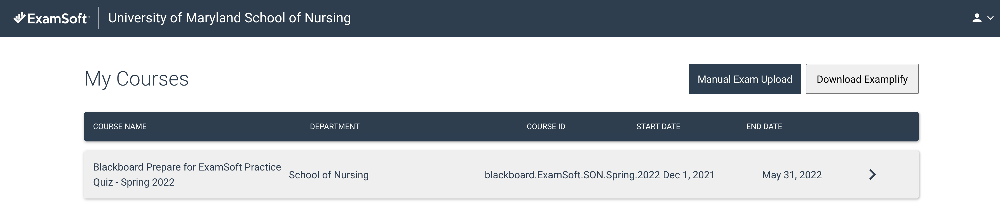 ExamSoft™ University of Maryland School of Nursing
My Courses
Manual Exam Upload
Download Examplify
COURSE NAME DEPARTMENT COURSE ID START DATE END DATE
Blackboard Prepare for ExamSoft Practice
Quiz - Spring 2022
School of Nursing
blackboard.ExamSoft.SON.Spring.2022 Dec 1, 2021
May 31, 2022